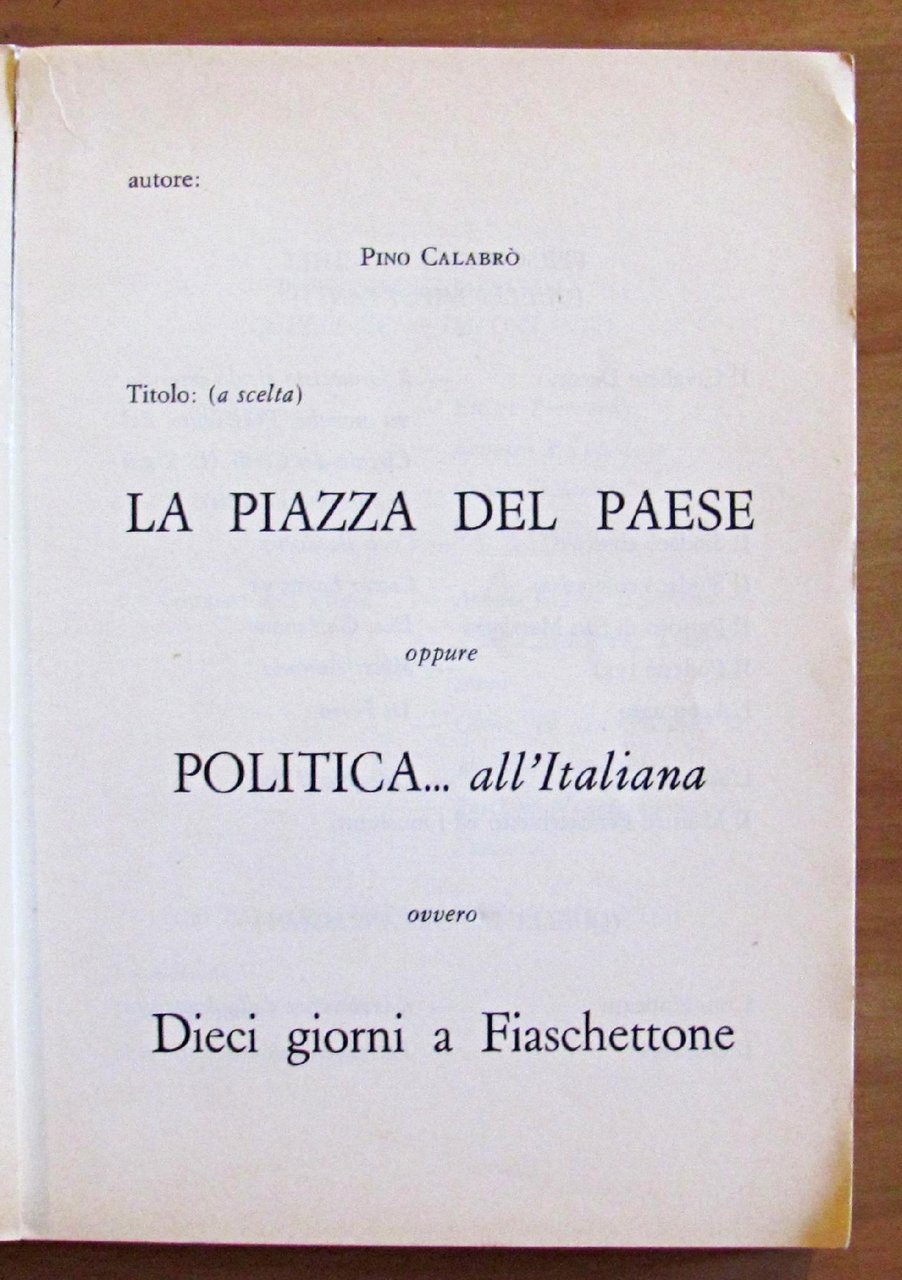 autore:
PINO CALABRÒ
Titolo: (a scelta)
LA PIAZZA DEL PAESE
oppure
POLITICA... all'Italiana
ovvero
Dieci giorni a Fiaschettone